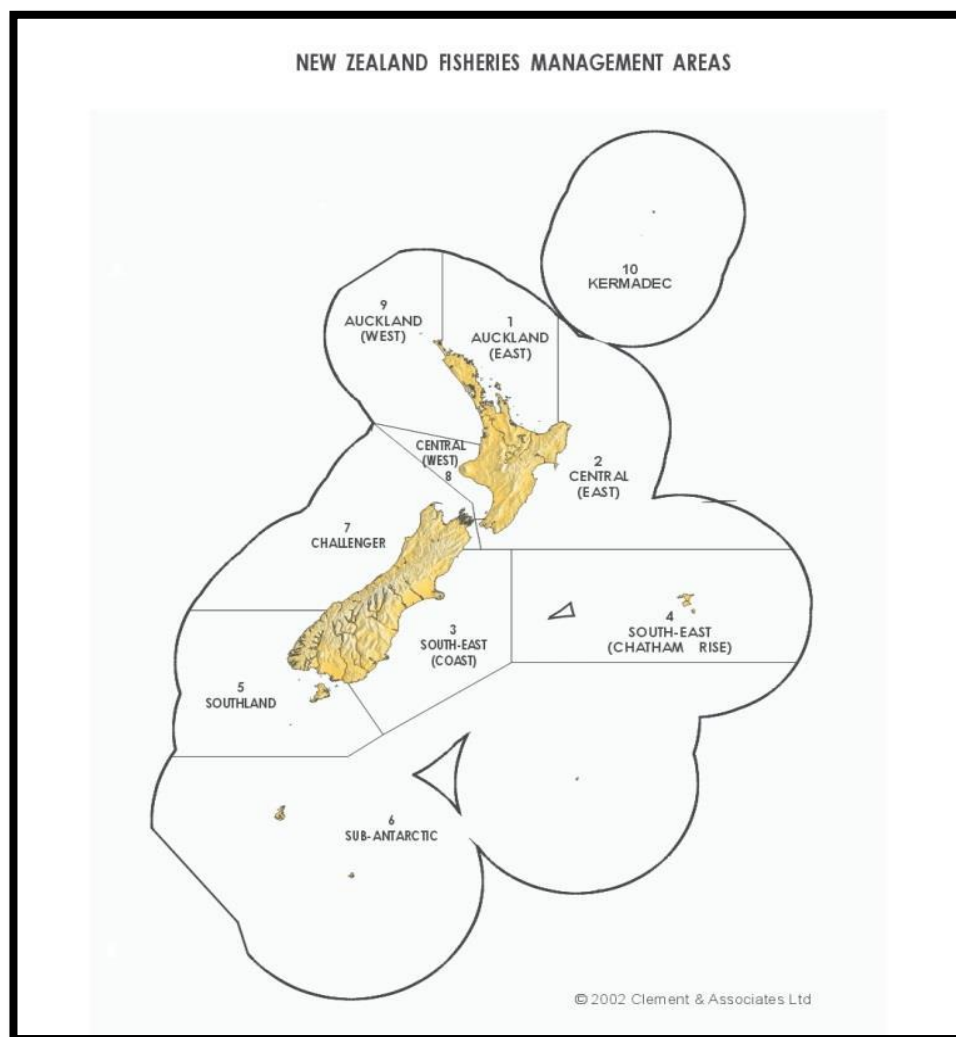 NEW ZEALAND FISHERIES MANAGEMENT AREAS
10
KERMADEC
9
AUCKLAND
(WEST)
1
AUCKLAND
(EAST)
CENTRAL
(WEST)
8
2
CENTRAL
(EAST)
7
CHALLENGER
3
SOUTH-EAST
(COAST)
4
SOUTH-EAST
(CHATHAM RISE)
5
SOUTHLAND
6
SUB-ANTARCTIC
© 2002 Clement & Associates Ltd